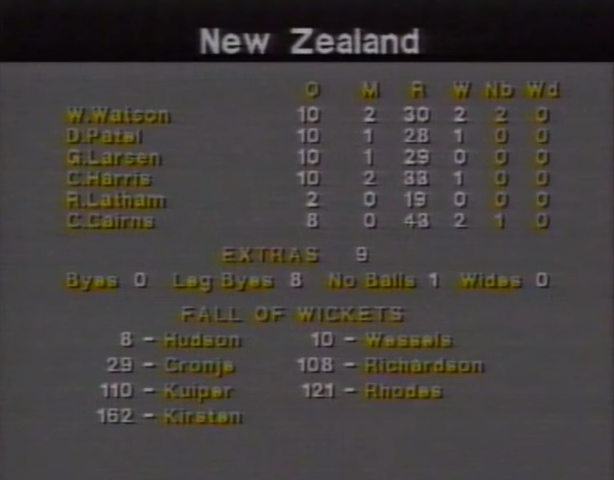 New Zealand
O M R W Nb Wd
W.Watson 10 2 30 2 2 0
D.Patel 10 1 28 1 0 0
G.Larsen 10 1 29 0 0 0
C.Harris 10 2 33 1 0 0
R.Latham 2 0 19 0 0 0
C.Cairns 8 0 43 2 1 0
EXTRAS 9
Byes 0 Leg Byes 8 No Balls 1 Wides 0
FALL OF WICKETS
8 - Hudson 10 - Wessels
29 - Cronje 108 - Richardson
110 - Kuiper 121 - Rhodes
162 - Kirsten